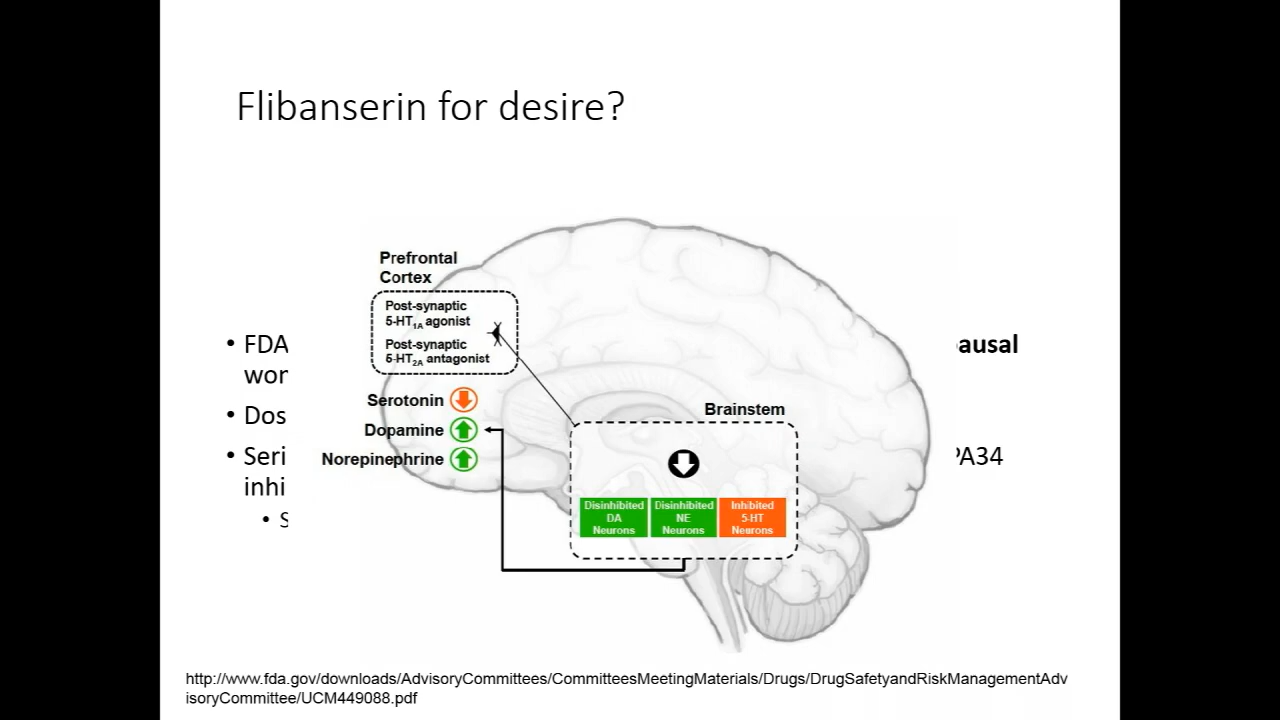 Flibanserin for desire?
Prefrontal
Cortex
Post-synaptic
5-HT1A agonist
Post-synaptic
5-HT2A antagonist
Serotonin
Dopamine
Norepinephrine
Brainstem
Disinhibited
DA
Neurons
Disinhibited
NE
Neurons
Inhibited
5-HT
Neurons
• FDA ausal
wor
• Dos
• Seri PA34
inhi
• S
http://www.fda.gov/downloads/AdvisoryCommittees/CommitteesMeetingMaterials/Drugs/DrugSafetyandRiskManagementAdv
isoryCommittee/UCM449088.pdf